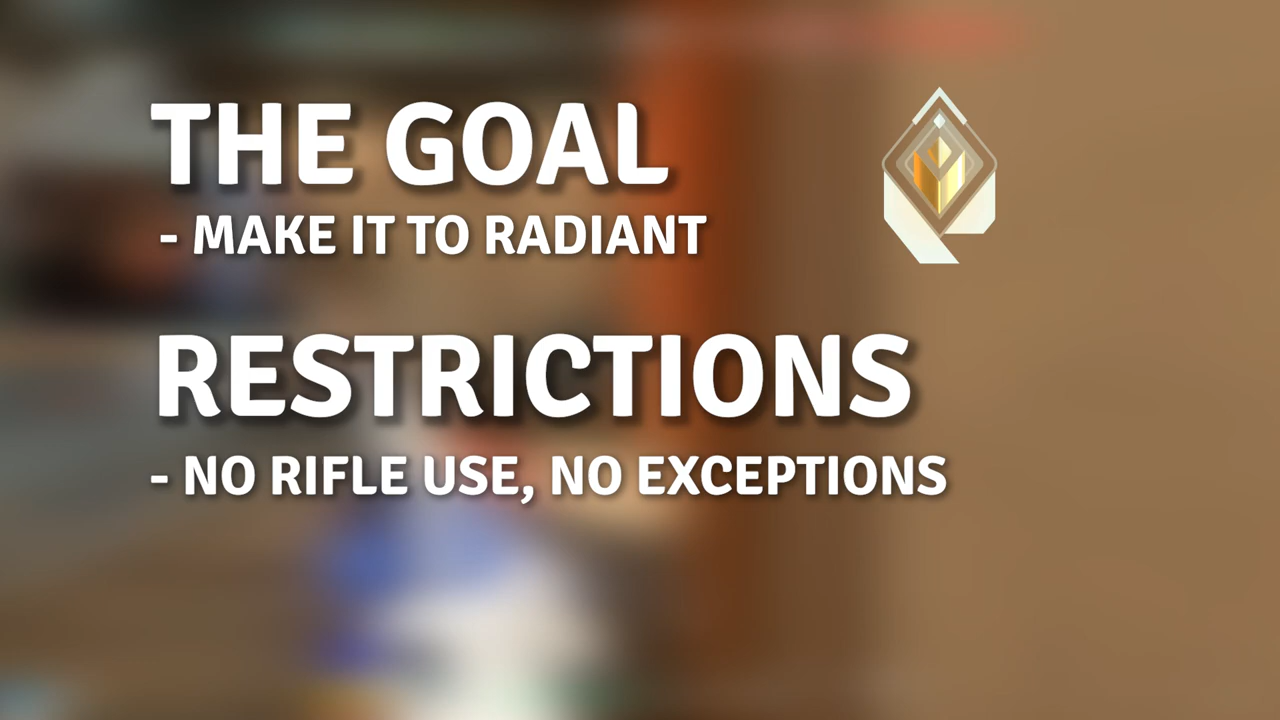 THE GOAL
- MAKE IT TO RADIANT
RESTRICTIONS
- NO RIFLE USE, NO EXCEPTIONS